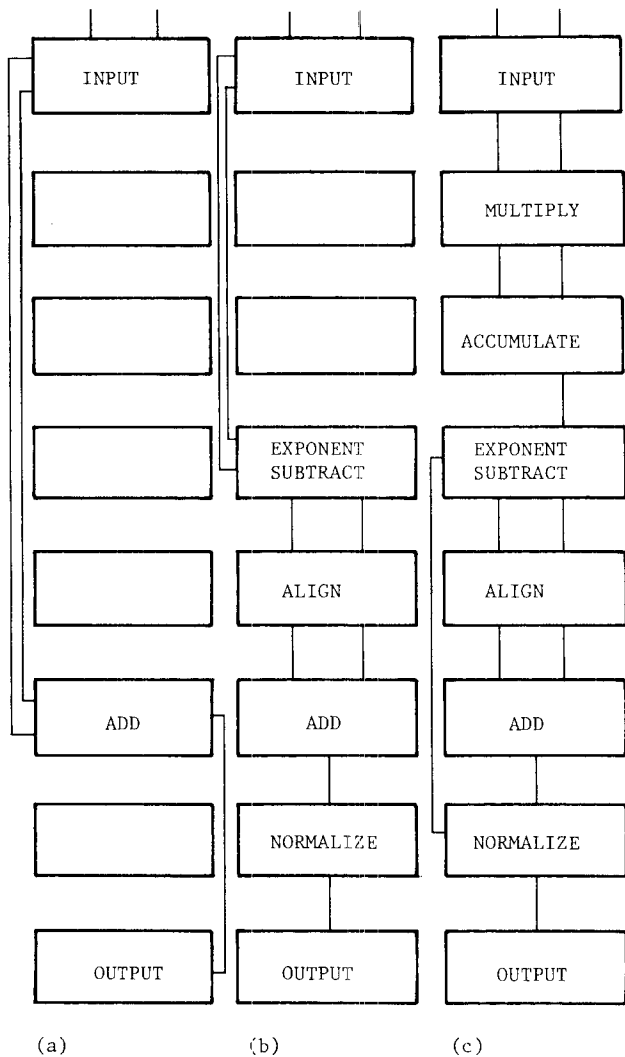 INPUT
INPUT
INPUT
MULTIPLY
ACCUMULATE
EXPONENT
SUBTRACT
EXPONENT
SUBTRACT
ALIGN
ALIGN
ADD
ADD
ADD
NORMALIZE
NORMALIZE
OUTPUT
OUTPUT
OUTPUT
(a)
(b)
(c)